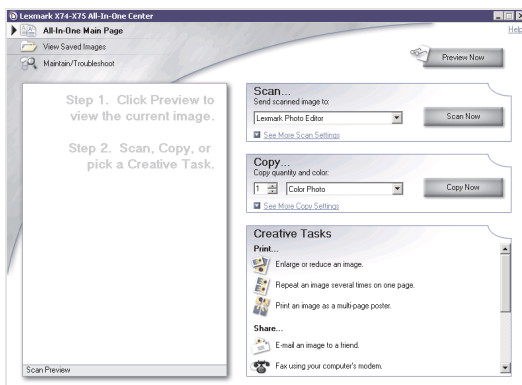 Lexmark X74-X75 All-In-One Center
All-In-One Main Page
Help
View Saved Images
Maintain/Troubleshoot
Preview Now
Step 1. Click Preview to
view the current image.
Step 2. Scan, Copy, or
pick a Creative Task.
Scan Preview
Scan...
Send scanned image to:
Lexmark Photo Editor
Scan Now
See More Scan Settings
Copy...
Copy quantity and color:
1
Color Photo
Copy Now
See More Copy Settings
Creative Tasks
Print...
Enlarge or reduce an image.
Repeat an image several times on one page.
Print an image as a multi-page poster.
Share...
E-mail an image to a friend.
Fax using your computer's modem.